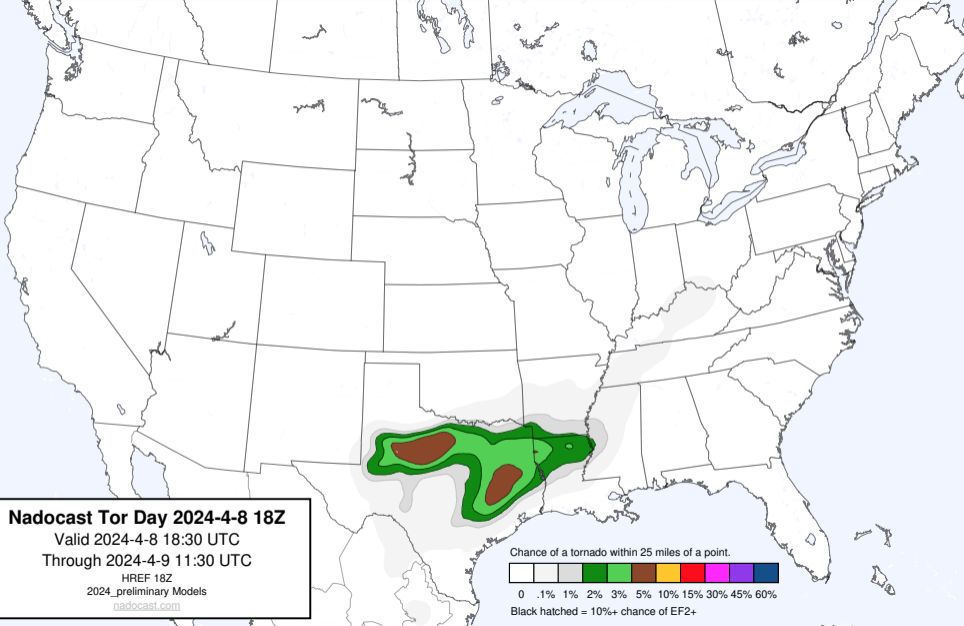 Nadocast Tor Day 2024-4-8 18Z
Valid 2024-4-8 18:30 UTC
Through 2024-4-9 11:30 UTC
HREF 18Z
2024_preliminary Models
nadocast.com
Chance of a tornado within 25 miles of a point.
0 .1% 1% 2% 3% 5% 10% 15% 30% 45% 60%
Black hatched = 10%+ chance of EF2+